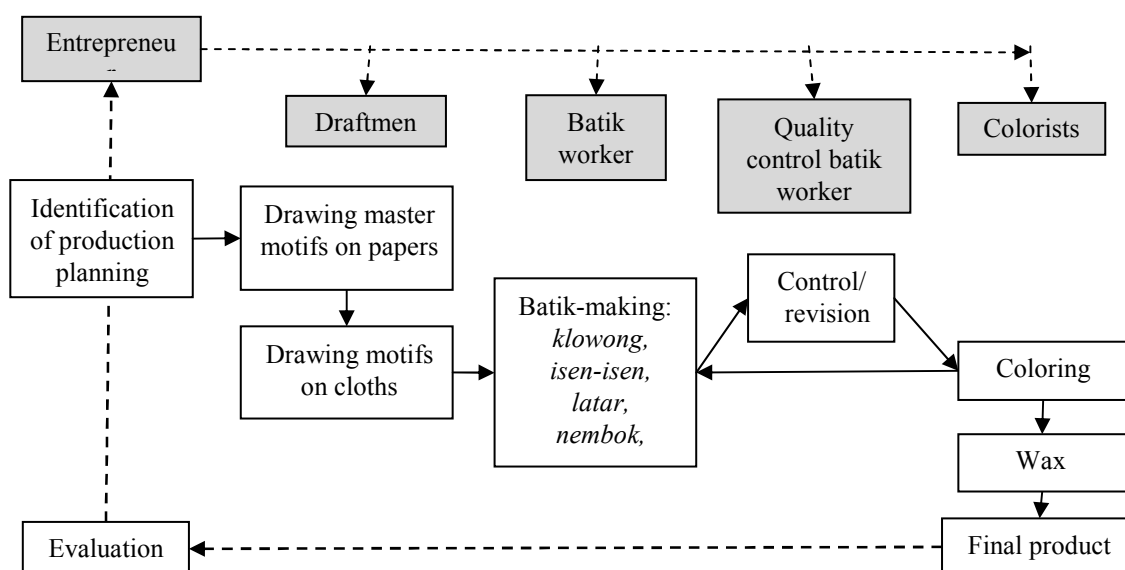 Entrepreneu
Draftmen
Batik
worker
Quality
control batik
worker
Colorists
Identification
of production
planning
Drawing master
motifs on papers
Drawing motifs
on cloths
Batik-making:
klowong,
isen-isen,
latar,
nembok,
Control/
revision
Coloring
Wax
Final product
Evaluation